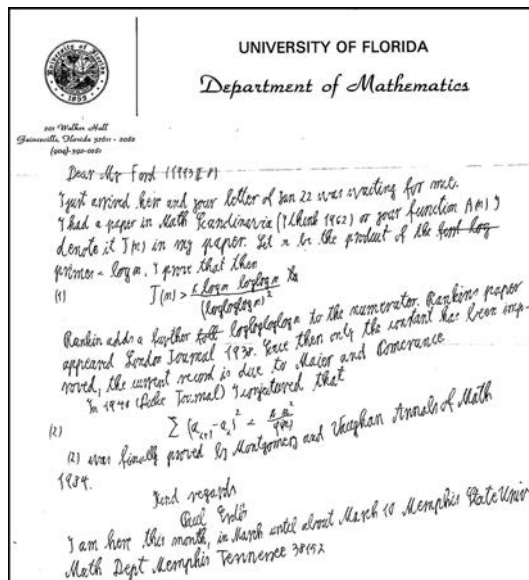 UNIVERSITY OF FLORIDA
Department of Mathematics
201 Walker Hall
Gainesville, Florida 32611 - 2082
(904)-392-0281
Dear Mr Ford 1993 II
I just arrived here and your letter of Jan 22 was waiting for me.
I had a paper in Math Scandinavia (I think 1962) on your function A(n) I
denote it J(n) in my paper. Let n be the product of the
primes < log n, I prove that then
(1) J(n) > c log n loglog n / (logloglog n)^2
Rankin adds a further loglogloglog n to the numerator. Rankins paper
appeared London Journal 1938. Since then only the constant has been imp-
roved, the current record is due to Maier and Pomerance
In 1940 (Duke Journal) I conjectured that
(2) ∑ (a_{i+1} - a_i)^2 < c n^2 / φ(n)
(2) was finally proved by Montgomery and Vaughan Annals of Math
1984.
Kind regards
Paul Erdős
I am here this month, in March until about March 10 Memphis State Univ
Math Dept Memphis Tennessee 38152